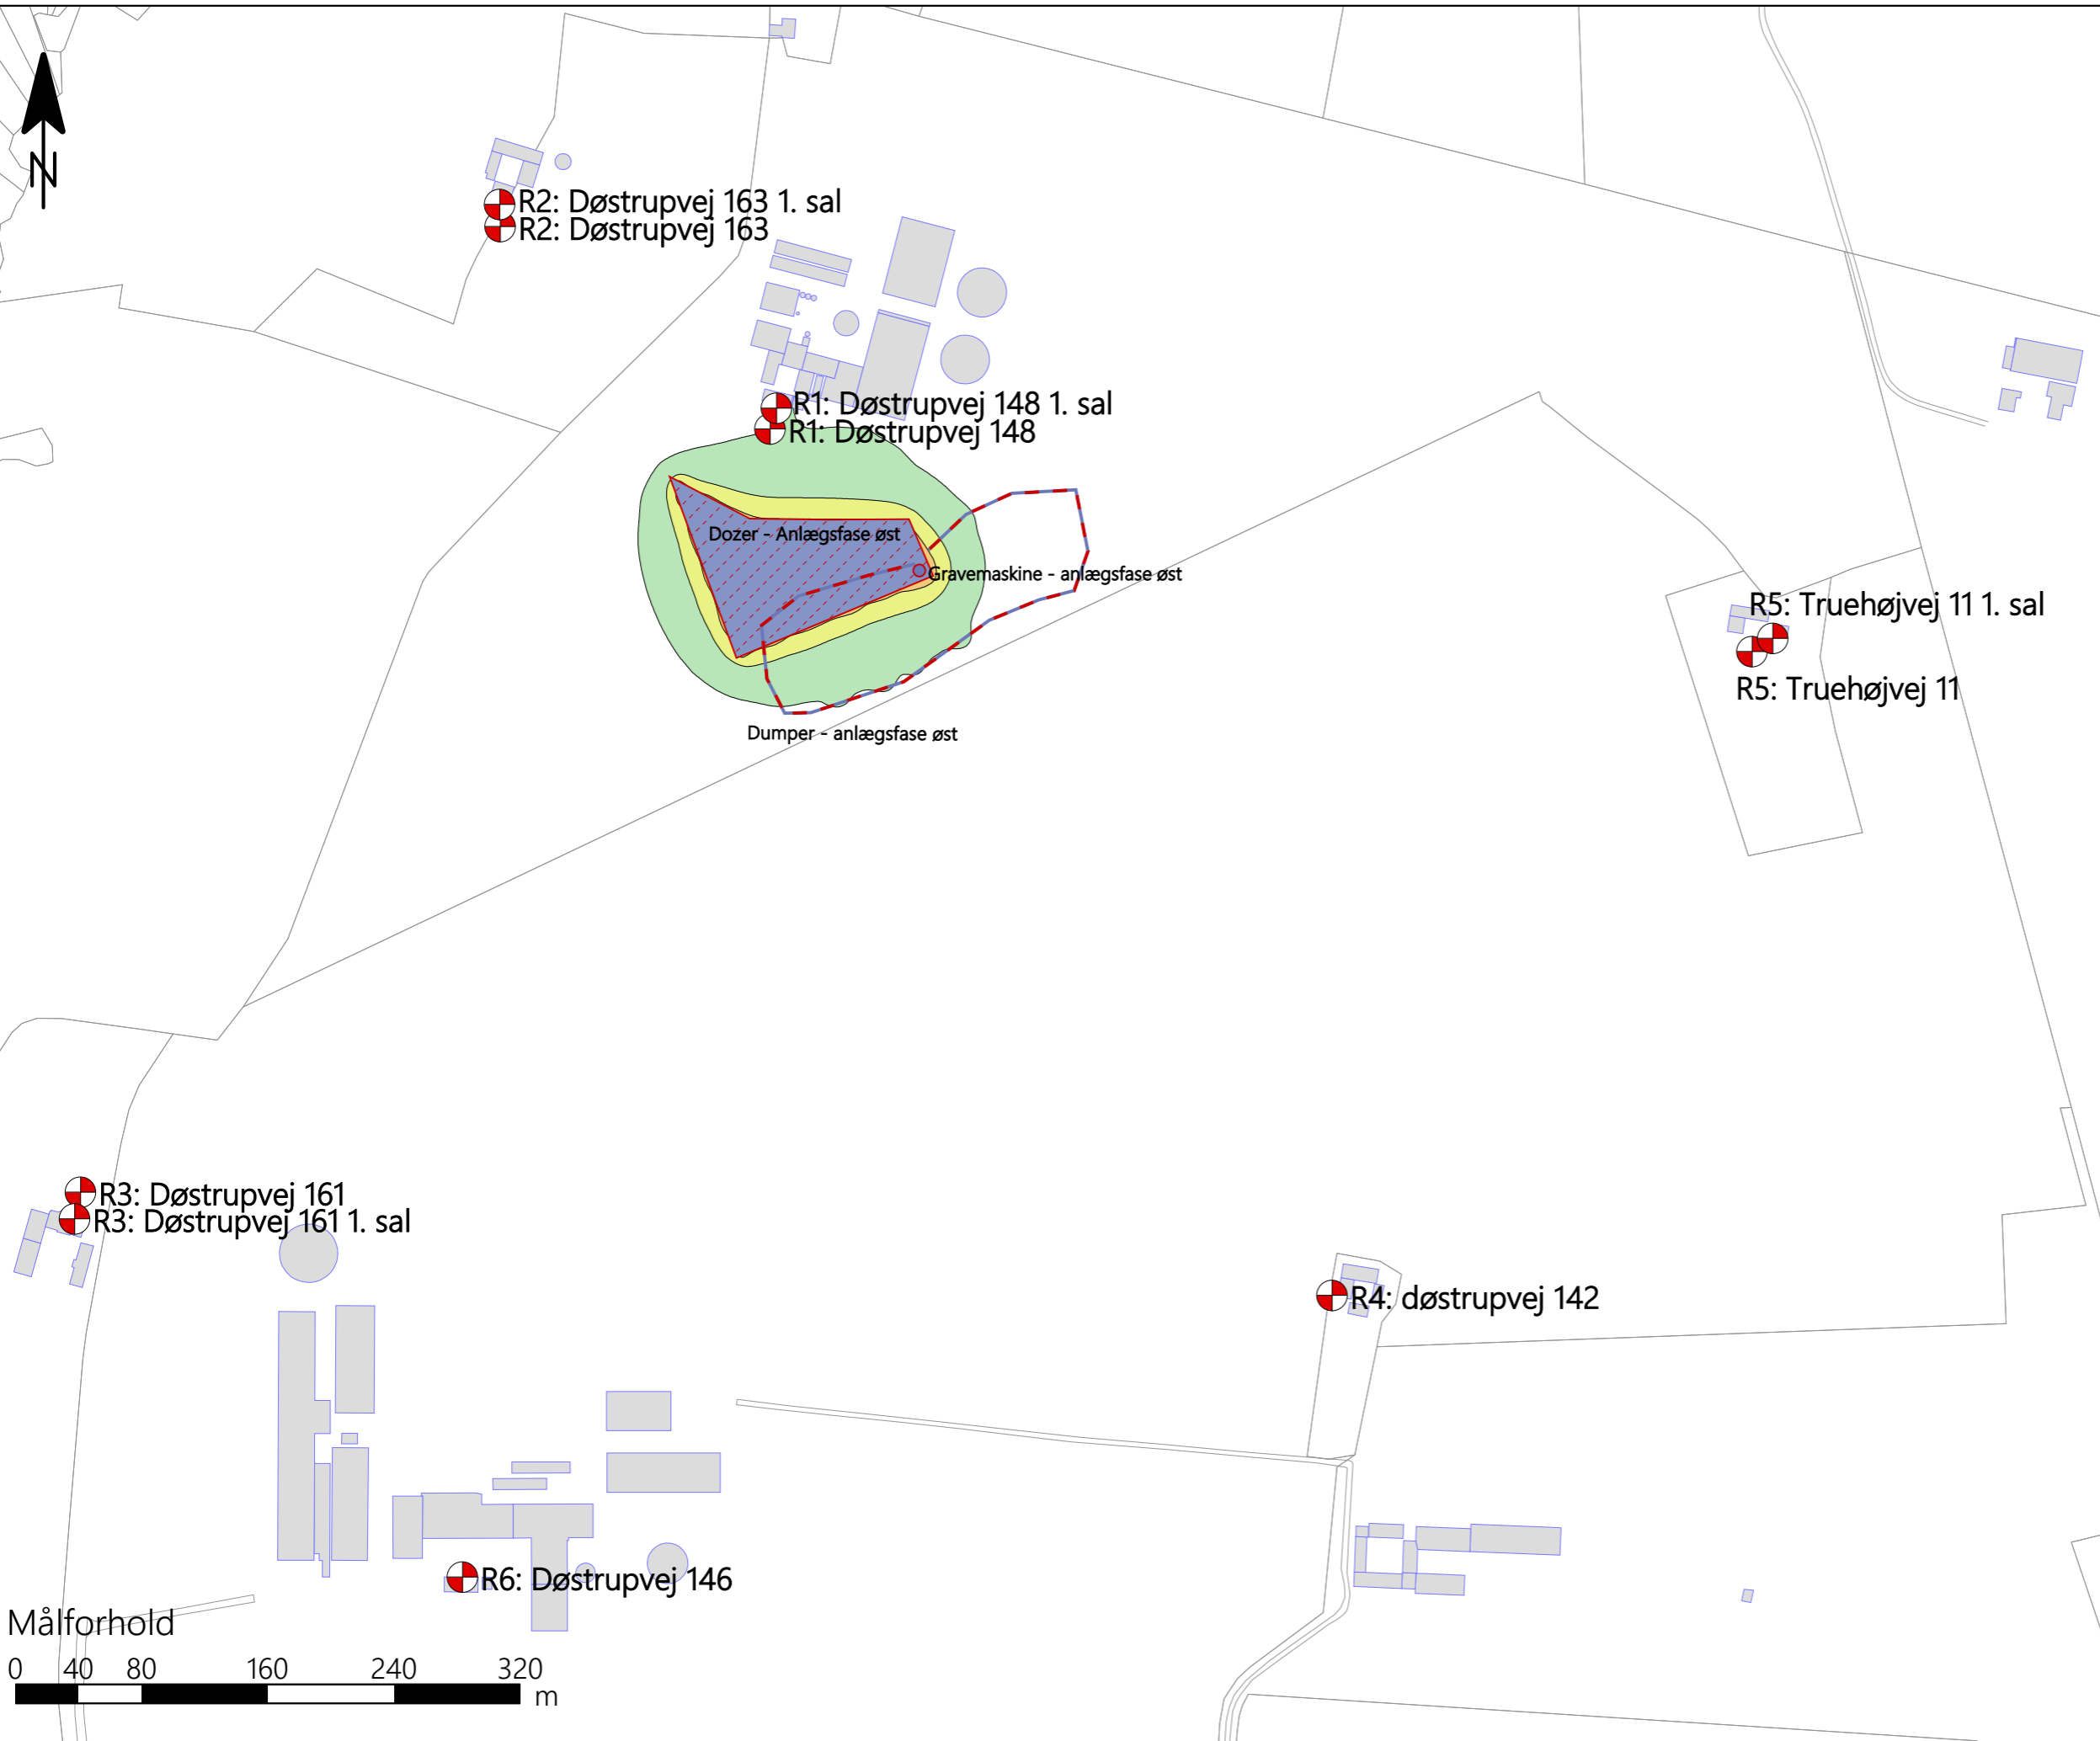 N
R2: Døstrupvej 163 1. sal
R2: Døstrupvej 163
R1: Døstrupvej 148 1. sal
R1: Døstrupvej 148
Dozer - Anlægsfase øst
Gravemaskine - anlægsfase øst
R5: Truehøjvej 11 1. sal
R5: Truehøjvej 11
Dumper - anlægsfase øst
R3: Døstrupvej 161
R3: Døstrupvej 161 1. sal
R4: døstrupvej 142
R6: Døstrupvej 146
Målforhold
0 40 80 160 240 320
m